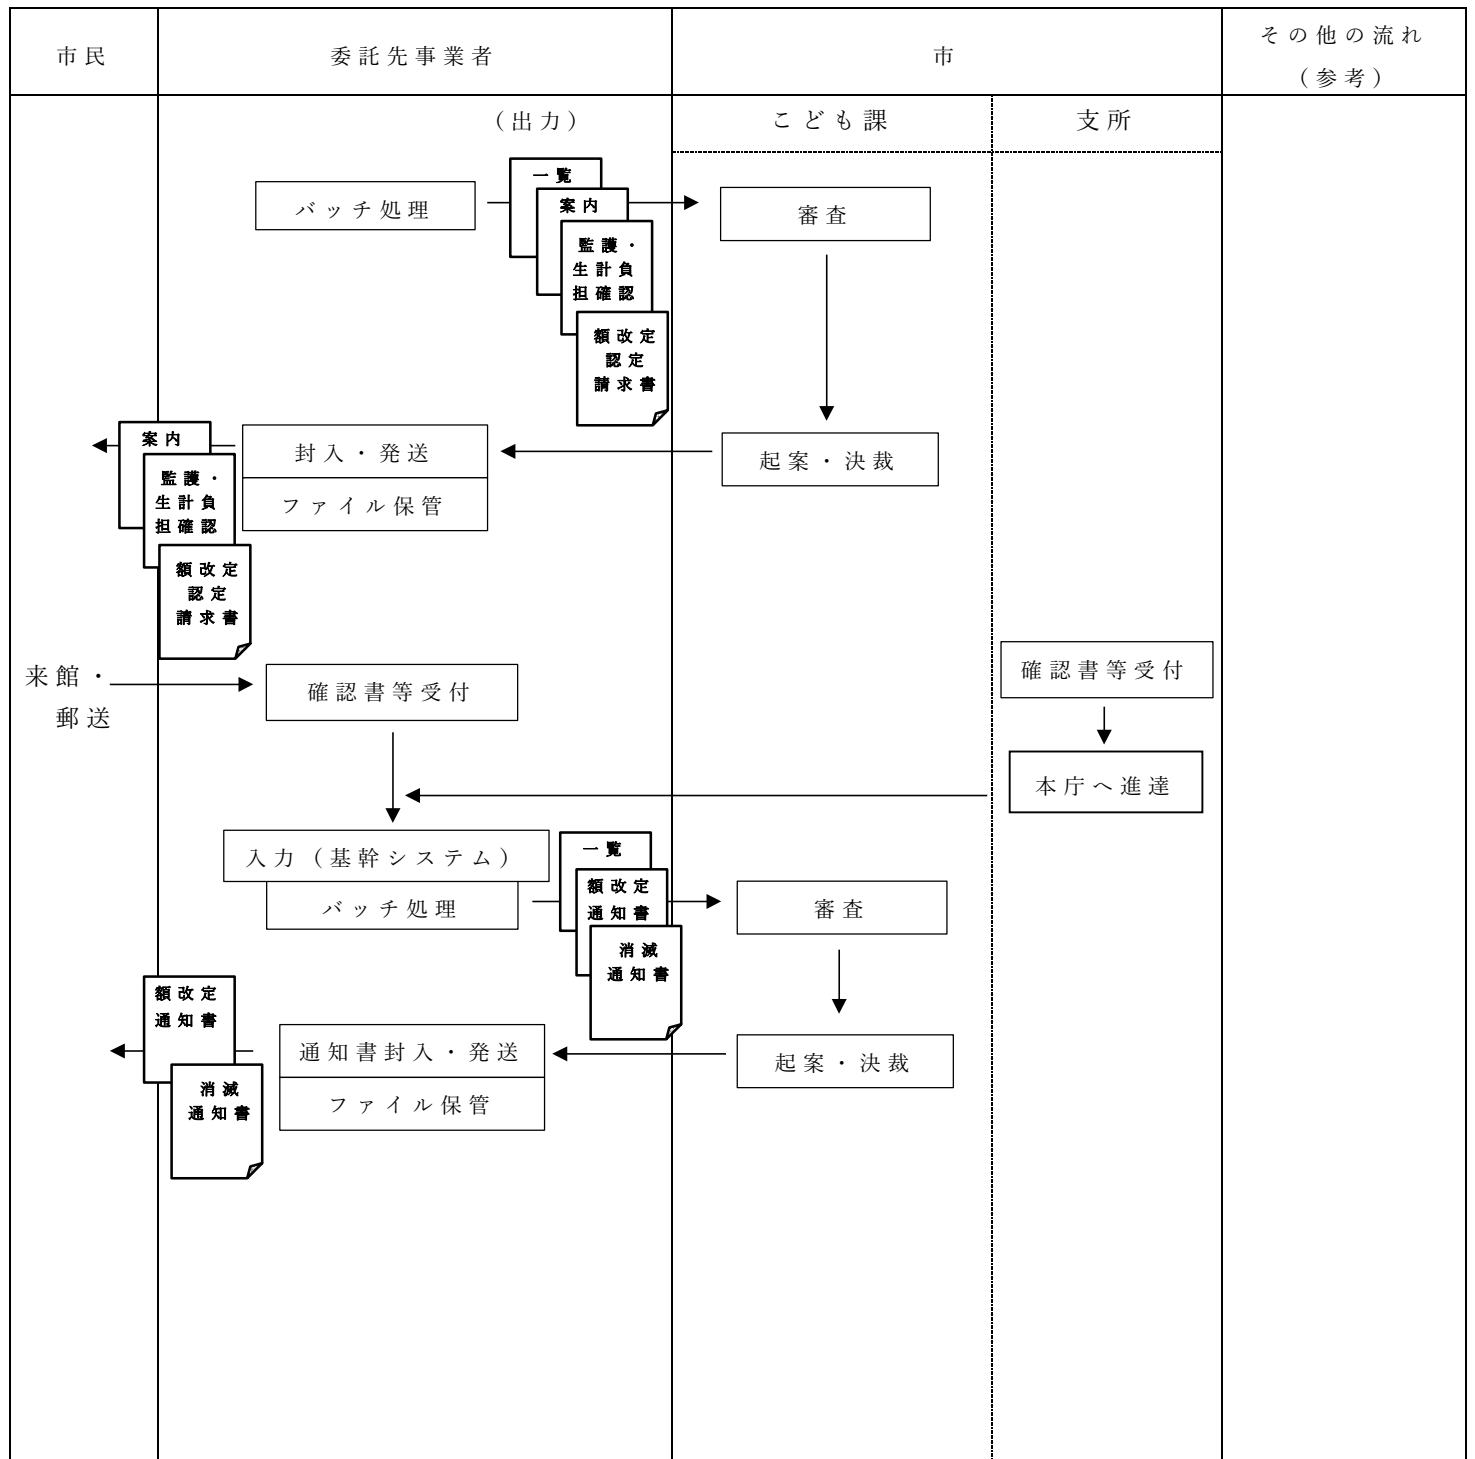 市民
委託先事業者
市
その他の流れ
（参考）
（出力）
こども課
支所
バッチ処理
一覧
案内
監護・
生計負
担確認
額改定
認定
請求書
審査
案内
監護・
生計負
担確認
額改定
認定
請求書
封入・発送
ファイル保管
起案・決裁
来館・
郵送
確認書等受付
確認書等受付
本庁へ進達
入力（基幹システム）
バッチ処理
一覧
額改定
通知書
消滅
通知書
審査
額改定
通知書
消滅
通知書
通知書封入・発送
ファイル保管
起案・決裁